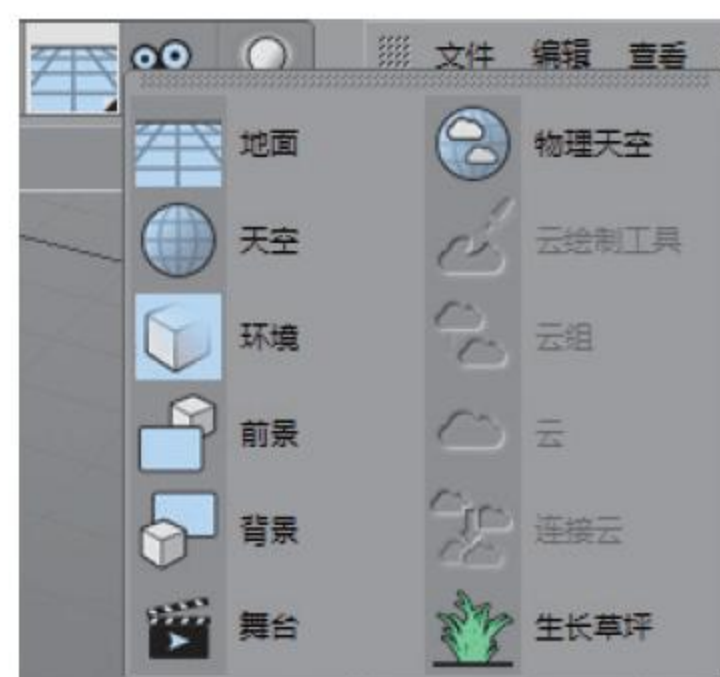 文件 编辑 查看
地面 物理天空
天空 云绘制工具
环境 云组
前景 云
背景 连接云
舞台 生长草坪